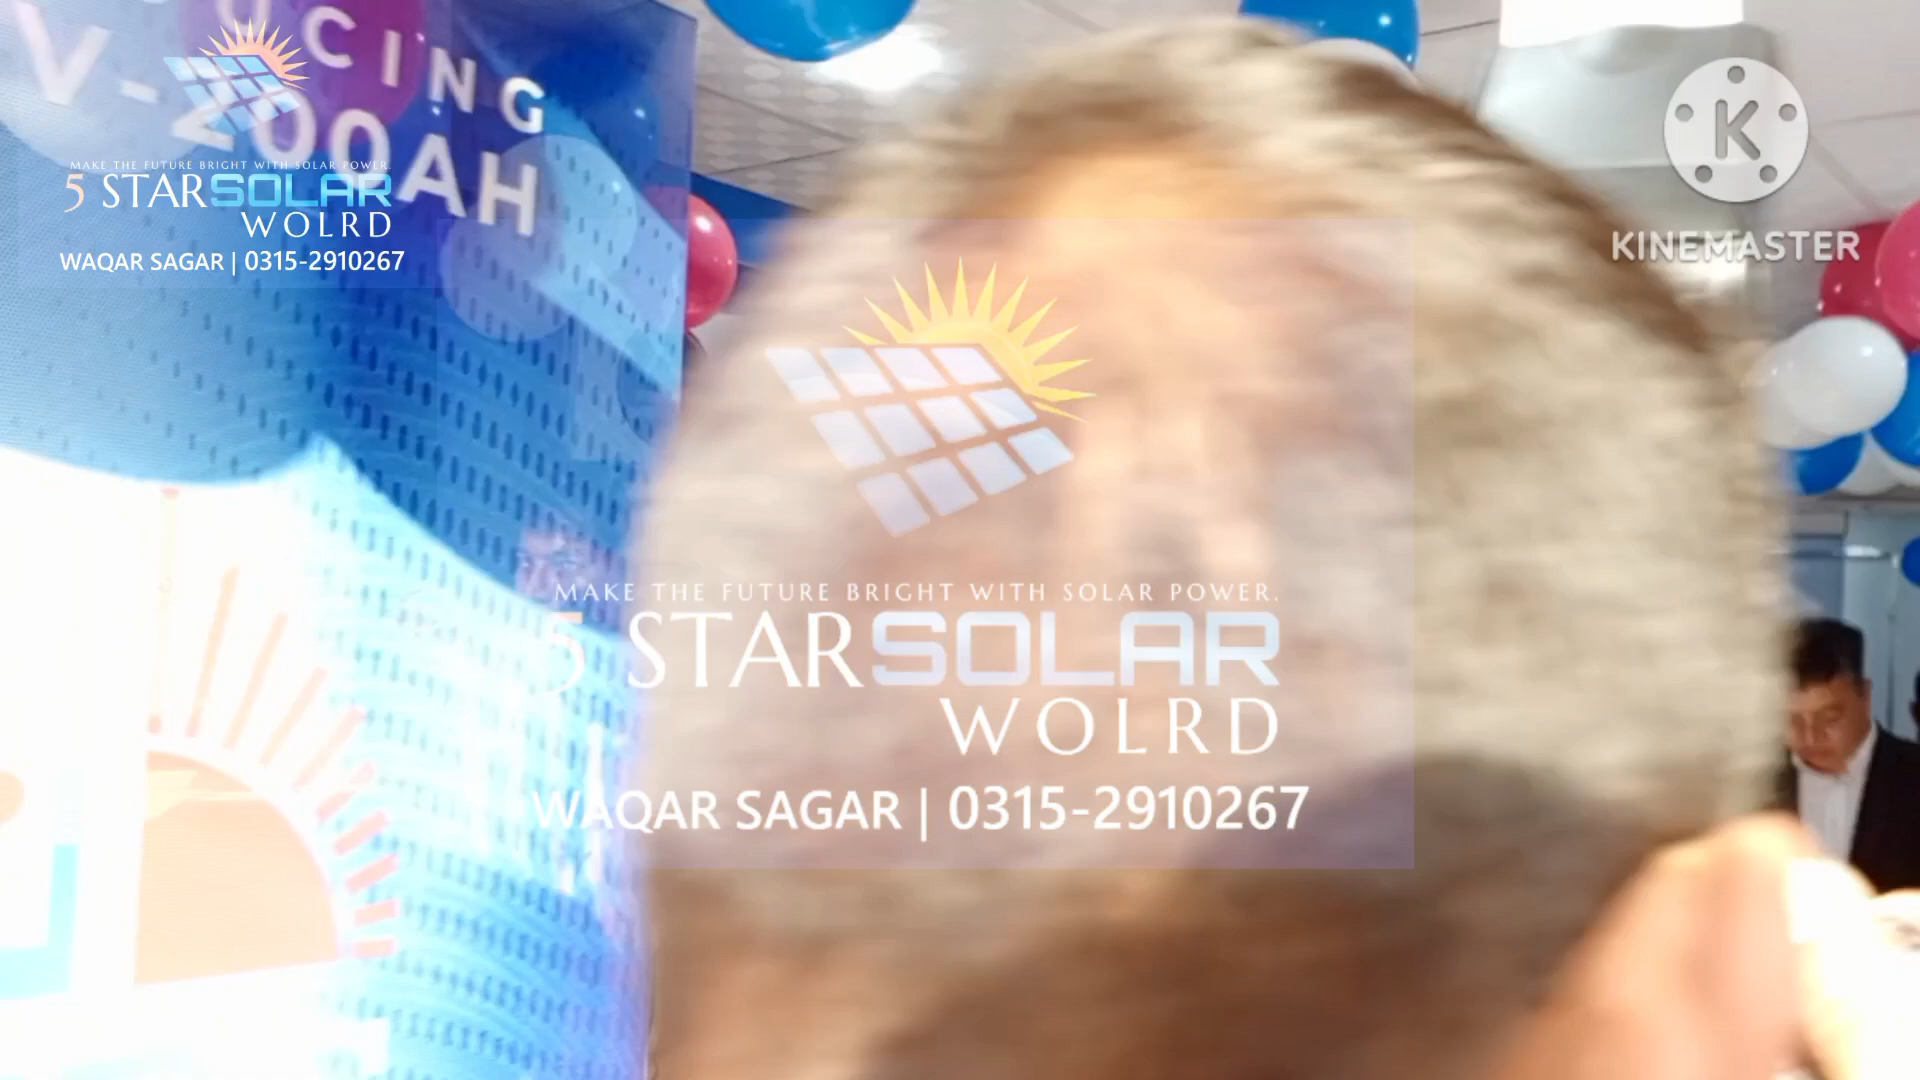 CING
V-200AH
MAKE THE FUTURE BRIGHT WITH SOLAR POWER.
5 STARSOLAR
WOLRD
WAQAR SAGAR | 0315-2910267
KINEMASTER
MAKE THE FUTURE BRIGHT WITH SOLAR POWER.
5 STARSOLAR
WOLRD
WAQAR SAGAR | 0315-2910267